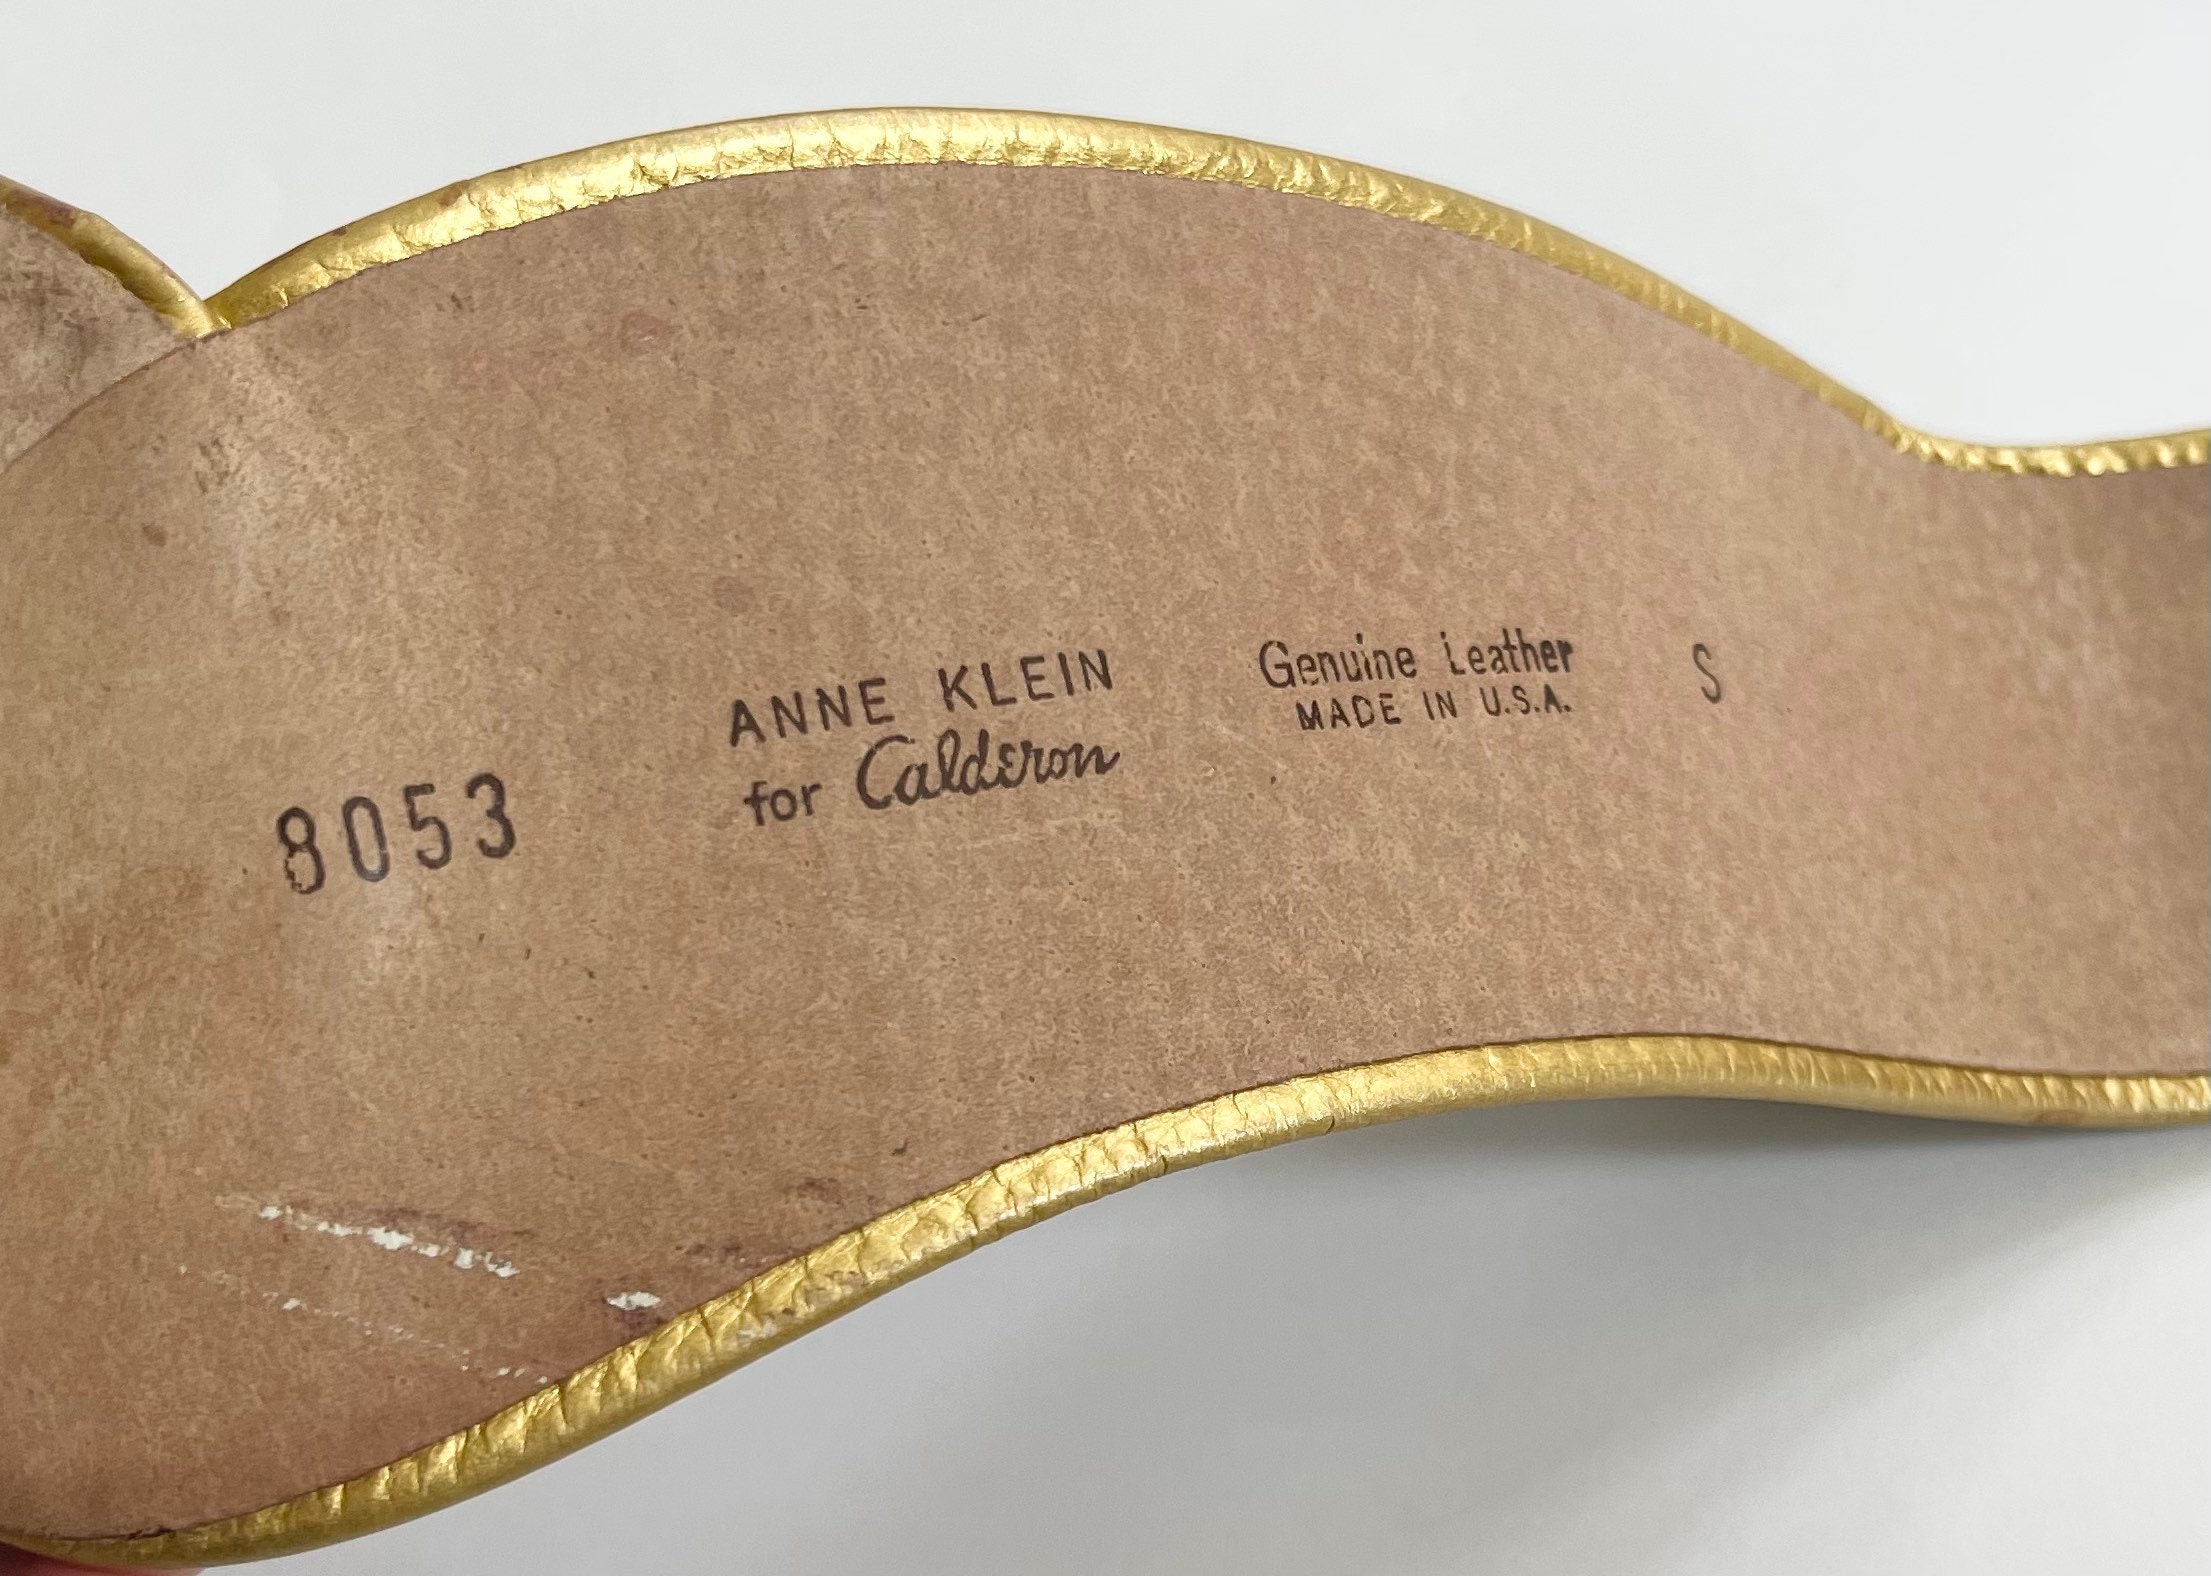 8053
ANNE KLEIN
for Calderon
Genuine Leather
MADE IN U.S.A.
S